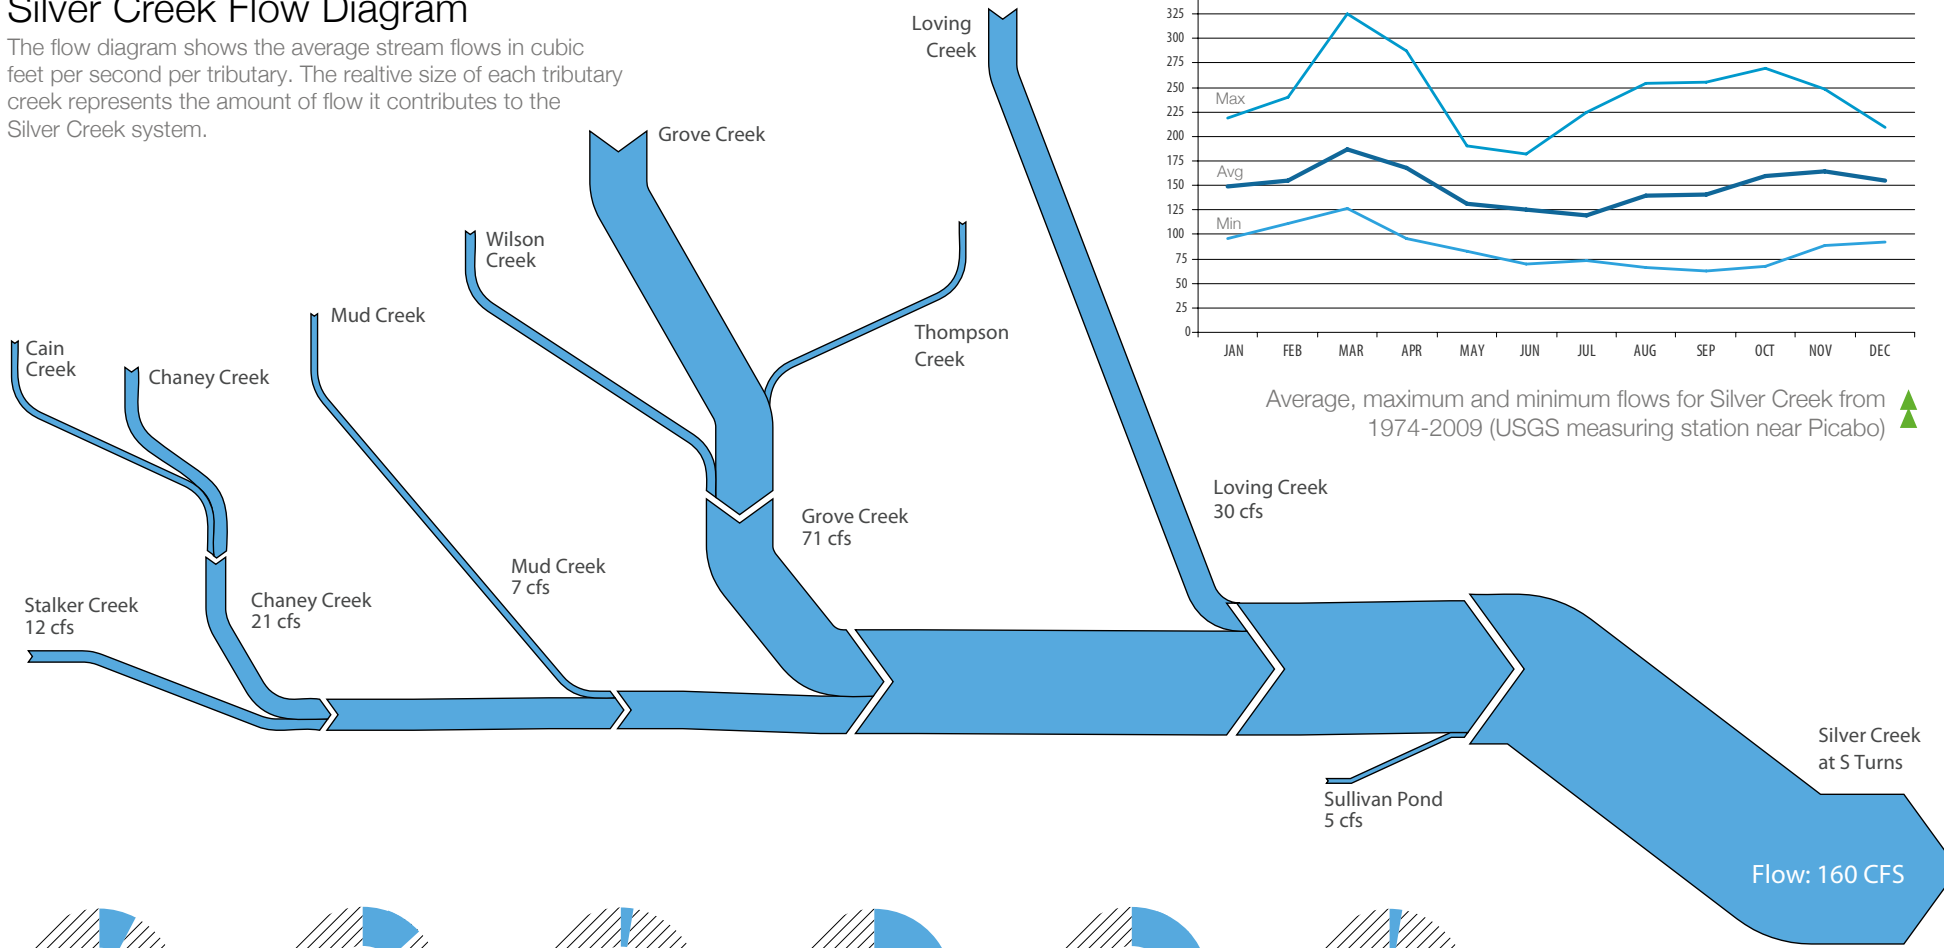 Silver Creek Flow Diagram
The flow diagram shows the average stream flows in cubic
feet per second per tributary. The realtive size of each tributary
creek represents the amount of flow it contributes to the
Silver Creek system.
Loving
Creek
Grove Creek
Wilson
Creek
Thompson
Creek
Mud Creek
Cain
Creek
Chaney Creek
325
300
275
250
225
200
175
150
125
100
75
50
25
0
Max
Avg
Min
JAN FEB MAR APR MAY JUN JUL AUG SEP OCT NOV DEC
Average, maximum and minimum flows for Silver Creek from
1974-2009 (USGS measuring station near Picabo)
Loving Creek
30 cfs
Grove Creek
71 cfs
Mud Creek
7 cfs
Chaney Creek
21 cfs
Stalker Creek
12 cfs
Sullivan Pond
5 cfs
Silver Creek
at S Turns
Flow: 160 CFS